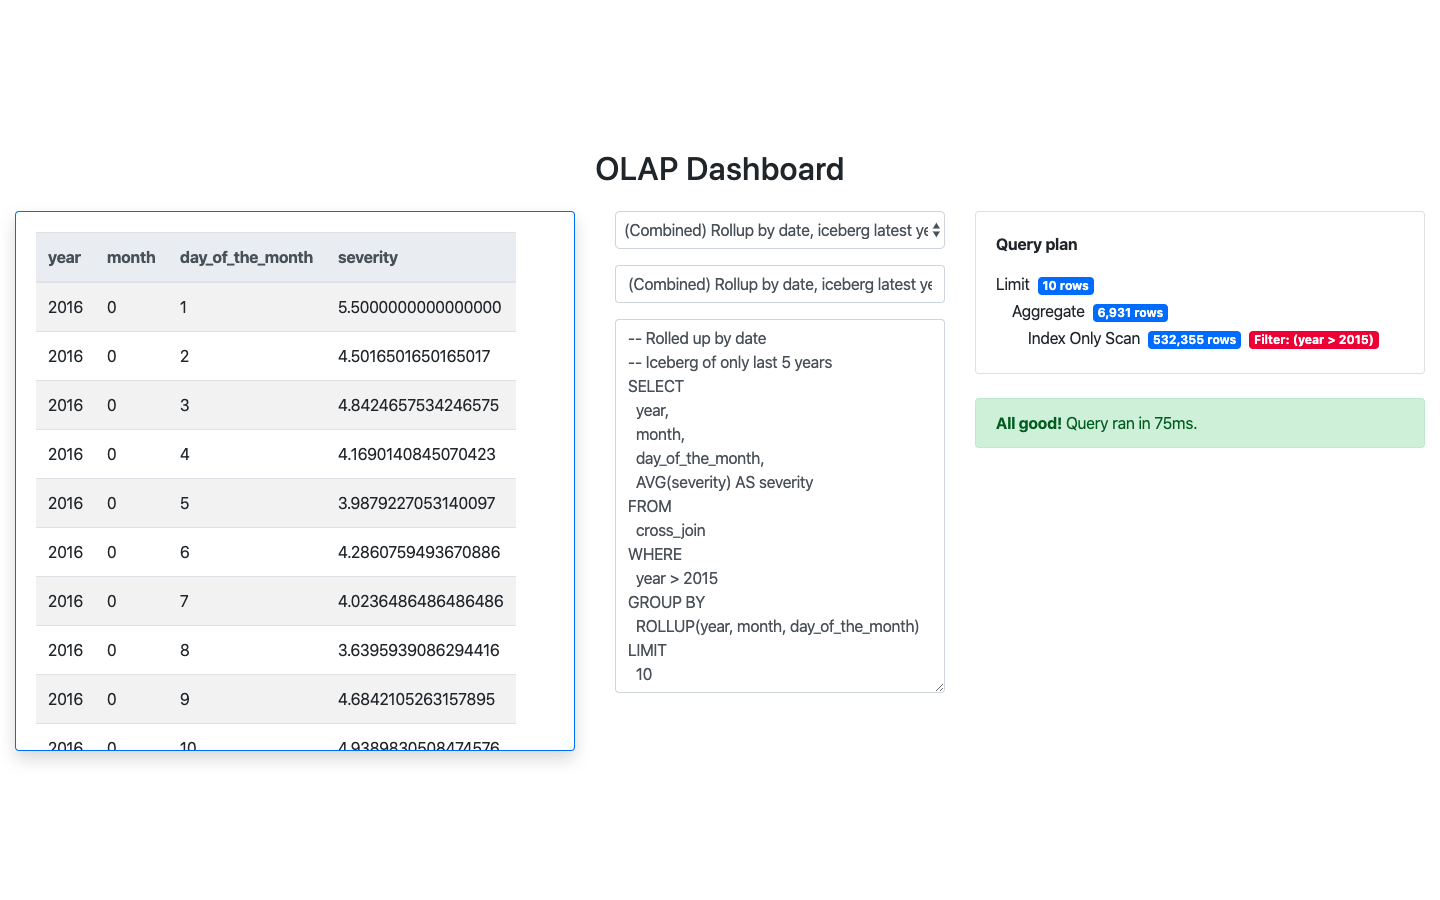 OLAP Dashboard
year month day_of_the_month severity
2016 0 1 5.5000000000000000
2016 0 2 4.5016501650165017
2016 0 3 4.8424657534246575
2016 0 4 4.1690140845070423
2016 0 5 3.9879227053140097
2016 0 6 4.2860759493670886
2016 0 7 4.0236486486486486
2016 0 8 3.6395939086294416
2016 0 9 4.6842105263157895
2016 0 10 4.9389830508474576
(Combined) Rollup by date, iceberg latest ye
(Combined) Rollup by date, iceberg latest ye
-- Rolled up by date
-- Iceberg of only last 5 years
SELECT
year,
month,
day_of_the_month,
AVG(severity) AS severity
FROM
cross_join
WHERE
year > 2015
GROUP BY
ROLLUP(year, month, day_of_the_month)
LIMIT
10
Query plan
Limit 10 rows
Aggregate 6,931 rows
Index Only Scan 532,355 rows Filter: (year > 2015)
All good! Query ran in 75ms.